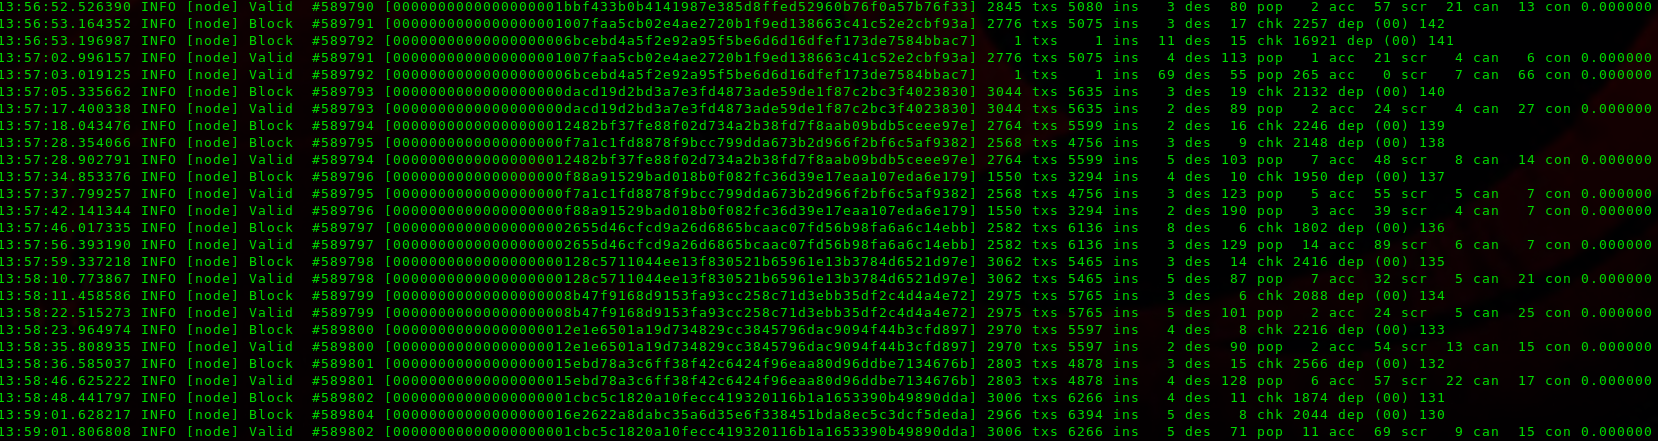 13:56:52.526390 INFO [node] Valid  #589790 [0000000000000000001bbf433b0b4141987e385d8ffed52960b76f0a57b76f33] 2845 txs 5080 ins   3 des  80 pop   2 acc  57 scr  21 can  13 con 0.000000
13:56:53.164352 INFO [node] Block  #589791 [0000000000000000001007faa5cb02e4ae2720b1f9ed138663c41c52e2cbf93a] 2776 txs 5075 ins   3 des  17 chk 2257 dep (00) 142
13:56:53.196987 INFO [node] Block  #589792 [0000000000000000006bcebd4a5f2e92a95f5be6d6d16dfef173de7584bbac7] 1 txs    1 ins  11 des  15 chk 16921 dep (00) 141
13:57:02.996157 INFO [node] Valid  #589791 [0000000000000000001007faa5cb02e4ae2720b1f9ed138663c41c52e2cbf93a] 2776 txs 5075 ins   4 des 113 pop   1 acc  21 scr   4 can   6 con 0.000000
13:57:03.019125 INFO [node] Valid  #589792 [0000000000000000006bcebd4a5f2e92a95f5be6d6d16dfef173de7584bbac7] 1 txs    1 ins  69 des  55 pop 265 acc   0 scr   7 can  66 con 0.000000
13:57:05.335662 INFO [node] Block  #589793 [0000000000000000000dacd19d2bd3a7e3fd4873ade59de1f87c2bc3f4023830] 3044 txs 5635 ins   3 des  19 chk 2132 dep (00) 140
13:57:17.400338 INFO [node] Valid  #589793 [0000000000000000000dacd19d2bd3a7e3fd4873ade59de1f87c2bc3f4023830] 3044 txs 5635 ins   2 des  89 pop   2 acc  24 scr   4 can  27 con 0.000000
13:57:18.043476 INFO [node] Block  #589794 [00000000000000000012482bf37fe88f02d734a2b38fd7f8aab09bdb5ceee97e] 2764 txs 5599 ins   2 des  16 chk 2246 dep (00) 139
13:57:28.354066 INFO [node] Block  #589795 [0000000000000000000f7a1c1fd8878f9bcc799dda673b2d966f2bf6c5af9382] 2568 txs 4756 ins   3 des   9 chk 2148 dep (00) 138
13:57:28.902791 INFO [node] Valid  #589794 [00000000000000000012482bf37fe88f02d734a2b38fd7f8aab09bdb5ceee97e] 2764 txs 5599 ins   5 des 103 pop   7 acc  48 scr   8 can  14 con 0.000000
13:57:34.853376 INFO [node] Block  #589796 [0000000000000000000f88a91529bad018b0f082fc36d39e17eaa107eda6e179] 1550 txs 3294 ins   4 des  10 chk 1950 dep (00) 137
13:57:37.799257 INFO [node] Valid  #589795 [0000000000000000000f7a1c1fd8878f9bcc799dda673b2d966f2bf6c5af9382] 2568 txs 4756 ins   3 des 123 pop   5 acc  55 scr   5 can   7 con 0.000000
13:57:42.141344 INFO [node] Valid  #589796 [0000000000000000000f88a91529bad018b0f082fc36d39e17eaa107eda6e179] 1550 txs 3294 ins   2 des 190 pop   3 acc  39 scr   4 can   7 con 0.000000
13:57:46.017335 INFO [node] Block  #589797 [0000000000000000002655d46cfcd9a26d6865bcaac07fd56b98fa6a6c14ebb] 2582 txs 6136 ins   8 des   6 chk 1802 dep (00) 136
13:57:56.393190 INFO [node] Valid  #589797 [0000000000000000002655d46cfcd9a26d6865bcaac07fd56b98fa6a6c14ebb] 2582 txs 6136 ins   3 des 129 pop  14 acc  89 scr   6 can   7 con 0.000000
13:57:59.337218 INFO [node] Block  #589798 [000000000000000000128c5711044ee13f830521b65961e13b3784d6521d97e] 3062 txs 5465 ins   3 des  14 chk 2416 dep (00) 135
13:58:10.773867 INFO [node] Valid  #589798 [000000000000000000128c5711044ee13f830521b65961e13b3784d6521d97e] 3062 txs 5465 ins   5 des  87 pop   7 acc  32 scr   5 can  21 con 0.000000
13:58:11.458586 INFO [node] Block  #589799 [0000000000000000008b47f9168d9153fa93cc258c71d3ebb35df2c4d4a4e72] 2975 txs 5765 ins   3 des   6 chk 2088 dep (00) 134
13:58:22.515273 INFO [node] Valid  #589799 [0000000000000000008b47f9168d9153fa93cc258c71d3ebb35df2c4d4a4e72] 2975 txs 5765 ins   5 des 101 pop   2 acc  24 scr   5 can  25 con 0.000000
13:58:23.964974 INFO [node] Block  #589800 [00000000000000000012e1e6501a19d734829cc3845796dac9094f44b3cfd897] 2970 txs 5597 ins   4 des   8 chk 2216 dep (00) 133
13:58:35.808935 INFO [node] Valid  #589800 [00000000000000000012e1e6501a19d734829cc3845796dac9094f44b3cfd897] 2970 txs 5597 ins   2 des  90 pop   2 acc  54 scr  13 can  15 con 0.000000
13:58:36.585037 INFO [node] Block  #589801 [00000000000000000015ebd78a3c6ff38f42c6424f96eaa80d96ddbe7134676b] 2803 txs 4878 ins   3 des  15 chk 2566 dep (00) 132
13:58:46.625222 INFO [node] Valid  #589801 [00000000000000000015ebd78a3c6ff38f42c6424f96eaa80d96ddbe7134676b] 2803 txs 4878 ins   4 des 128 pop   6 acc  57 scr  22 can  17 con 0.000000
13:58:48.441797 INFO [node] Block  #589802 [0000000000000000001cbc5c1820a10fecc419320116b1a1653390b49890dda] 3006 txs 6266 ins   4 des  11 chk 1874 dep (00) 131
13:59:01.628217 INFO [node] Block  #589804 [00000000000000000016e2622a8dabc35a6d35e6f338451bda8ec5c3dcf5deda] 2966 txs 6394 ins   5 des   8 chk 2044 dep (00) 130
13:59:01.806808 INFO [node] Valid  #589802 [0000000000000000001cbc5c1820a10fecc419320116b1a1653390b49890dda] 3006 txs 6266 ins   5 des  71 pop  11 acc  69 scr   9 can  15 con 0.000000